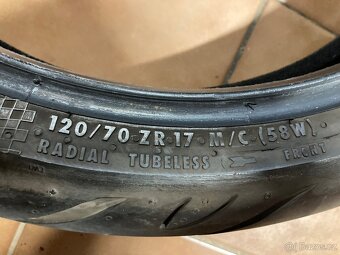 120/70 ZR 17 M/C (58W)
RADIAL TUBELESS FRONT